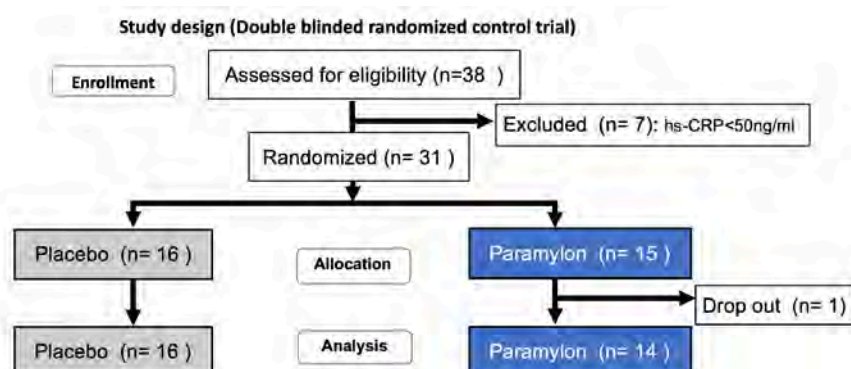 Study design (Double blinded randomized control trial)
Enrollment
Assessed for eligibility (n=38 )
Excluded (n= 7): hs-CRP<50ng/ml
Randomized (n= 31 )
Placebo (n= 16 )
Allocation
Paramylon (n= 15 )
Drop out (n= 1)
Placebo (n= 16 )
Analysis
Paramylon (n= 14 )